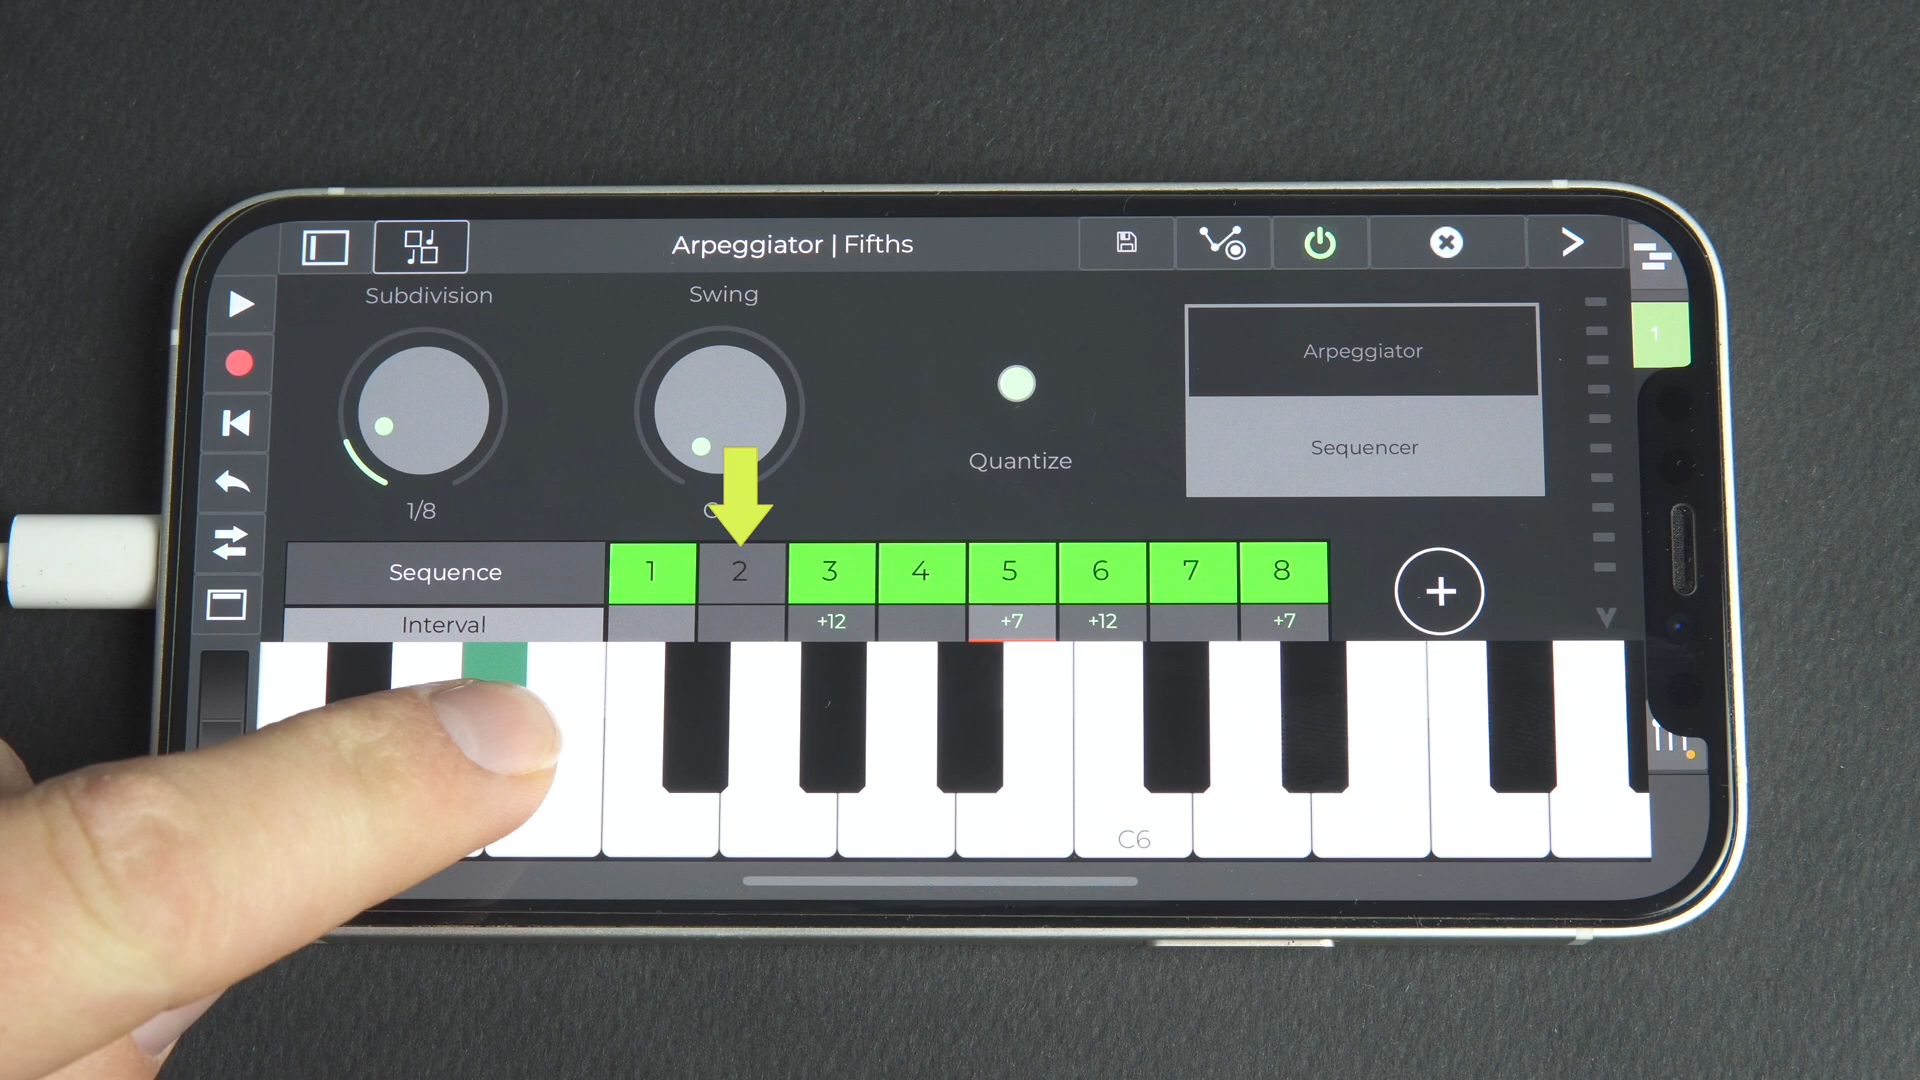 Arpeggiator | Fifths
Subdivision
Swing
1
Arpeggiator
Sequencer
Quantize
1/8
Sequence
1 2 3 4 5 6 7 8
Interval
+12 +7 +12 +7
C6